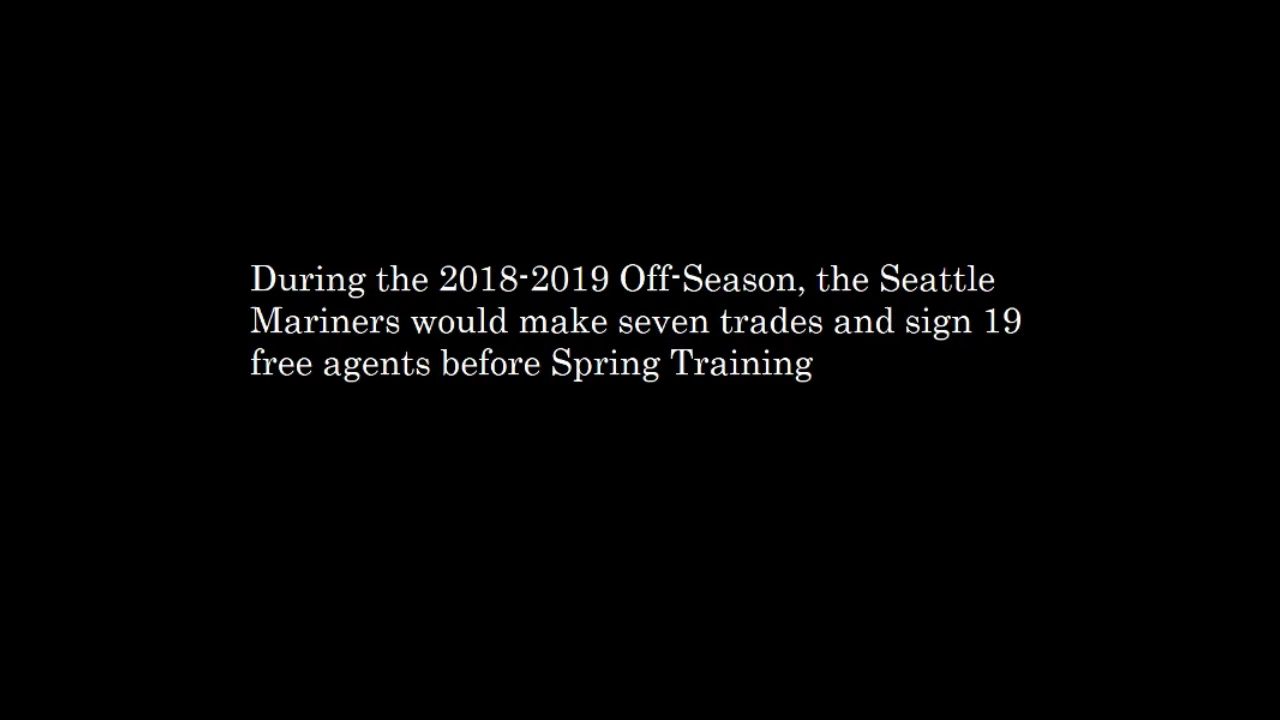 During the 2018-2019 Off-Season, the Seattle
Mariners would make seven trades and sign 19
free agents before Spring Training